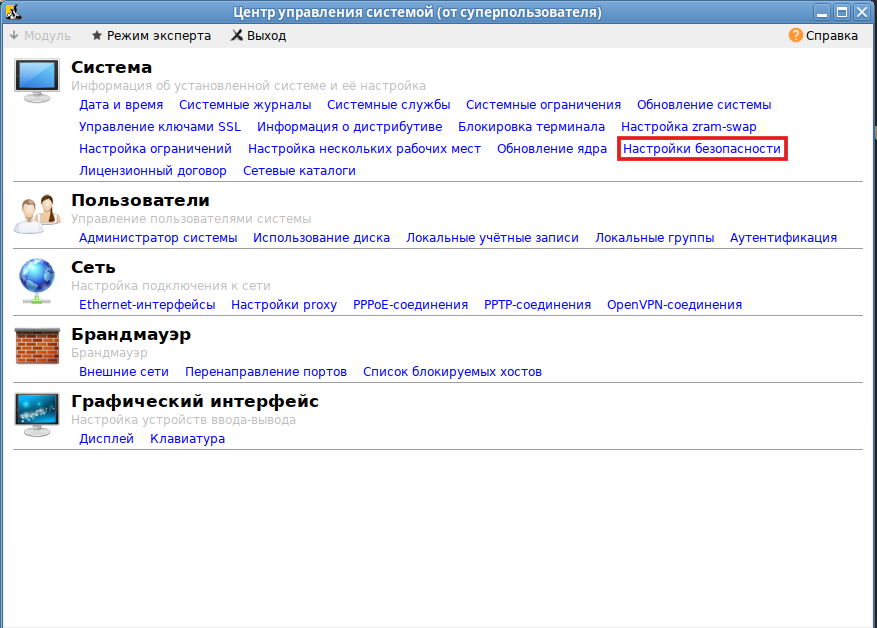 Центр управления системой (от суперпользователя)
Модуль Режим эксперта Выход Справка
Система
Информация об установленной системе и её настройка
Дата и время Системные журналы Системные службы Системные ограничения Обновление системы
Управление ключами SSL Информация о дистрибутиве Блокировка терминала Настройка zram-swap
Настройка ограничений Настройка нескольких рабочих мест Обновление ядра Настройки безопасности
Лицензионный договор Сетевые каталоги
Пользователи
Управление пользователями системы
Администратор системы Использование диска Локальные учётные записи Локальные группы Аутентификация
Сеть
Настройка подключения к сети
Ethernet-интерфейсы Настройки proxy PPPoE-соединения PPTP-соединения OpenVPN-соединения
Брандмауэр
Брандмауэр
Внешние сети Перенаправление портов Список блокируемых хостов
Графический интерфейс
Настройка устройств ввода-вывода
Дисплей Клавиатура